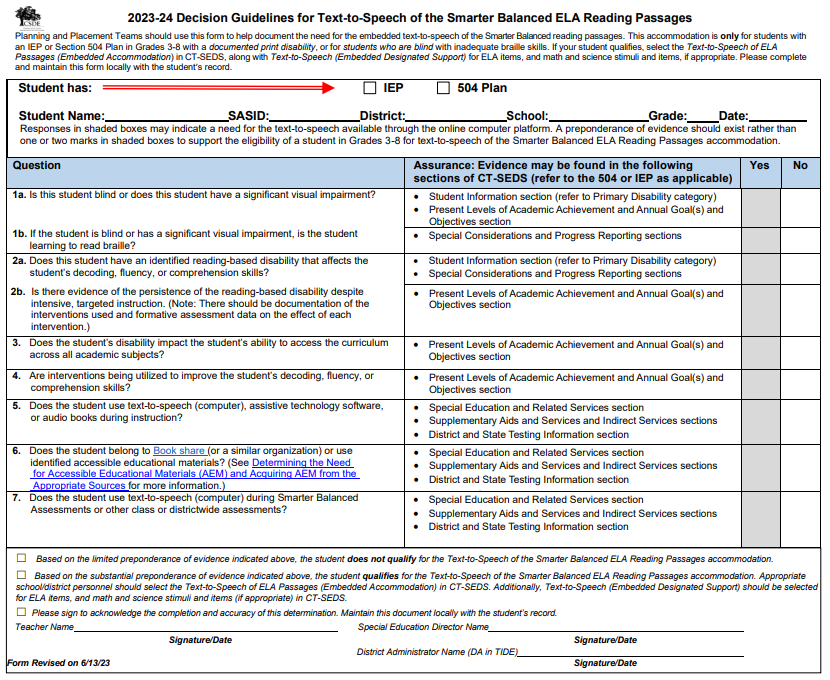 CSDE
2023-24 Decision Guidelines for Text-to-Speech of the Smarter Balanced ELA Reading Passages
Planning and Placement Teams should use this form to help document the need for the embedded text-to-speech of the Smarter Balanced reading passages. This accommodation is only for students with
an IEP or Section 504 Plan in Grades 3-8 with a documented print disability, or for students who are blind with inadequate braille skills. If your student qualifies, select the Text-to-Speech of ELA
Passages (Embedded Accommodation) in CT-SEDS, along with Text-to-Speech (Embedded Designated Support) for ELA items, and math and science stimuli and items, if appropriate. Please complete
and maintain this form locally with the student's record.
Student has: ☐ IEP ☐ 504 Plan
Student Name: SASID: District: School: Grade: Date:
Responses in shaded boxes may indicate a need for the text-to-speech available through the online computer platform. A preponderance of evidence should exist rather than
one or two marks in shaded boxes to support the eligibility of a student in Grades 3-8 for text-to-speech of the Smarter Balanced ELA Reading Passages accommodation.
Question
Assurance: Evidence may be found in the following
sections of CT-SEDS (refer to the 504 or IEP as applicable)
Yes
No
1a. Is this student blind or does this student have a significant visual impairment?
• Student Information section (refer to Primary Disability category)
• Present Levels of Academic Achievement and Annual Goal(s) and
Objectives section
1b. If the student is blind or has a significant visual impairment, is the student
learning to read braille?
• Special Considerations and Progress Reporting sections
2a. Does this student have an identified reading-based disability that affects the
student's decoding, fluency, or comprehension skills?
• Student Information section (refer to Primary Disability category)
• Special Considerations and Progress Reporting sections
2b. Is there evidence of the persistence of the reading-based disability despite
intensive, targeted instruction. (Note: There should be documentation of the
interventions used and formative assessment data on the effect of each
intervention.)
• Present Levels of Academic Achievement and Annual Goal(s) and
Objectives section
3. Does the student's disability impact the student's ability to access the curriculum
across all academic subjects?
• Present Levels of Academic Achievement and Annual Goal(s) and
Objectives section
4. Are interventions being utilized to improve the student's decoding, fluency, or
comprehension skills?
• Present Levels of Academic Achievement and Annual Goal(s) and
Objectives section
5. Does the student use text-to-speech (computer), assistive technology software,
or audio books during instruction?
• Special Education and Related Services section
• Supplementary Aids and Services and Indirect Services sections
• District and State Testing Information section
6. Does the student belong to Book share (or a similar organization) or use
identified accessible educational materials? (See Determining the Need
for Accessible Educational Materials (AEM) and Acquiring AEM from the
Appropriate Sources for more information.)
• Special Education and Related Services section
• Supplementary Aids and Services and Indirect Services sections
• District and State Testing Information section
7. Does the student use text-to-speech (computer) during Smarter Balanced
Assessments or other class or districtwide assessments?
• Special Education and Related Services section
• Supplementary Aids and Services and Indirect Services sections
• District and State Testing Information section
☐ Based on the limited preponderance of evidence indicated above, the student does not qualify for the Text-to-Speech of the Smarter Balanced ELA Reading Passages accommodation.
☐ Based on the substantial preponderance of evidence indicated above, the student qualifies for the Text-to-Speech of the Smarter Balanced ELA Reading Passages accommodation. Appropriate
school/district personnel should select the Text-to-Speech of ELA Passages (Embedded Accommodation) in CT-SEDS. Additionally, Text-to-Speech (Embedded Designated Support) should be selected
for ELA items, and math and science stimuli and items (if appropriate) in CT-SEDS.
☐ Please sign to acknowledge the completion and accuracy of this determination. Maintain this document locally with the student's record.
Teacher Name Special Education Director Name
Signature/Date Signature/Date
District Administrator Name (DA in TIDE)
Form Revised on 6/13/23 Signature/Date